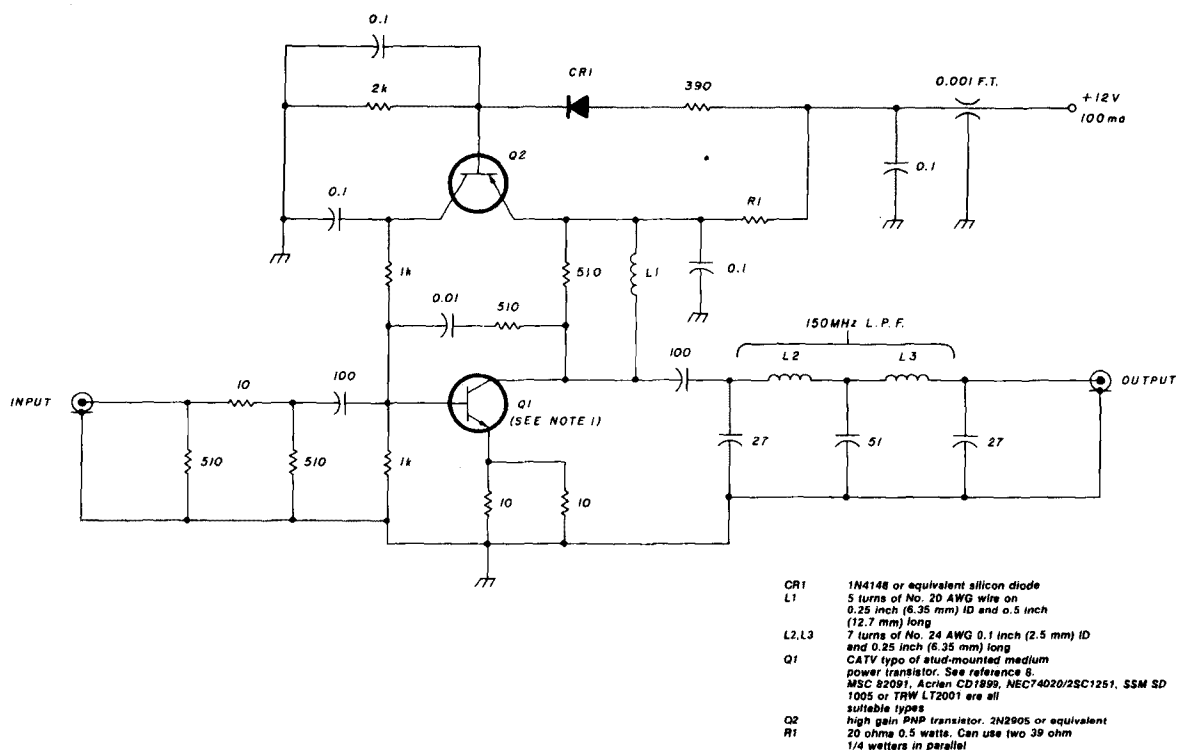 0.1
CR1
390
0.001 F.T.
+12V
100ma
2k
Q2
0.1
0.1
R1
1k
510
L1
0.1
0.01
510
150MHz L.P.F.
L2
L3
100
INPUT
10
100
Q1
(SEE NOTE 1)
OUTPUT
510
510
1k
10
10
27
51
27
CR1 1N4148 or equivalent silicon diode
L1 5 turns of No. 20 AWG wire on
0.25 inch (6.35 mm) ID and o.5 inch
(12.7 mm) long
L2,L3 7 turns of No. 24 AWG 0.1 inch (2.5 mm) ID
and 0.25 inch (6.35 mm) long
Q1 CATV typo of stud-mounted medium
power transistor. See reference 8.
MSC 82091, Acrien CD1899, NEC74020/2SC1251, SSM SD
1005 or TRW LT2001 are all
suitable types
Q2 high gain PNP transistor. 2N2905 or equivalent
R1 20 ohms 0.5 watts. Can use two 39 ohm
1/4 wetters in parallel